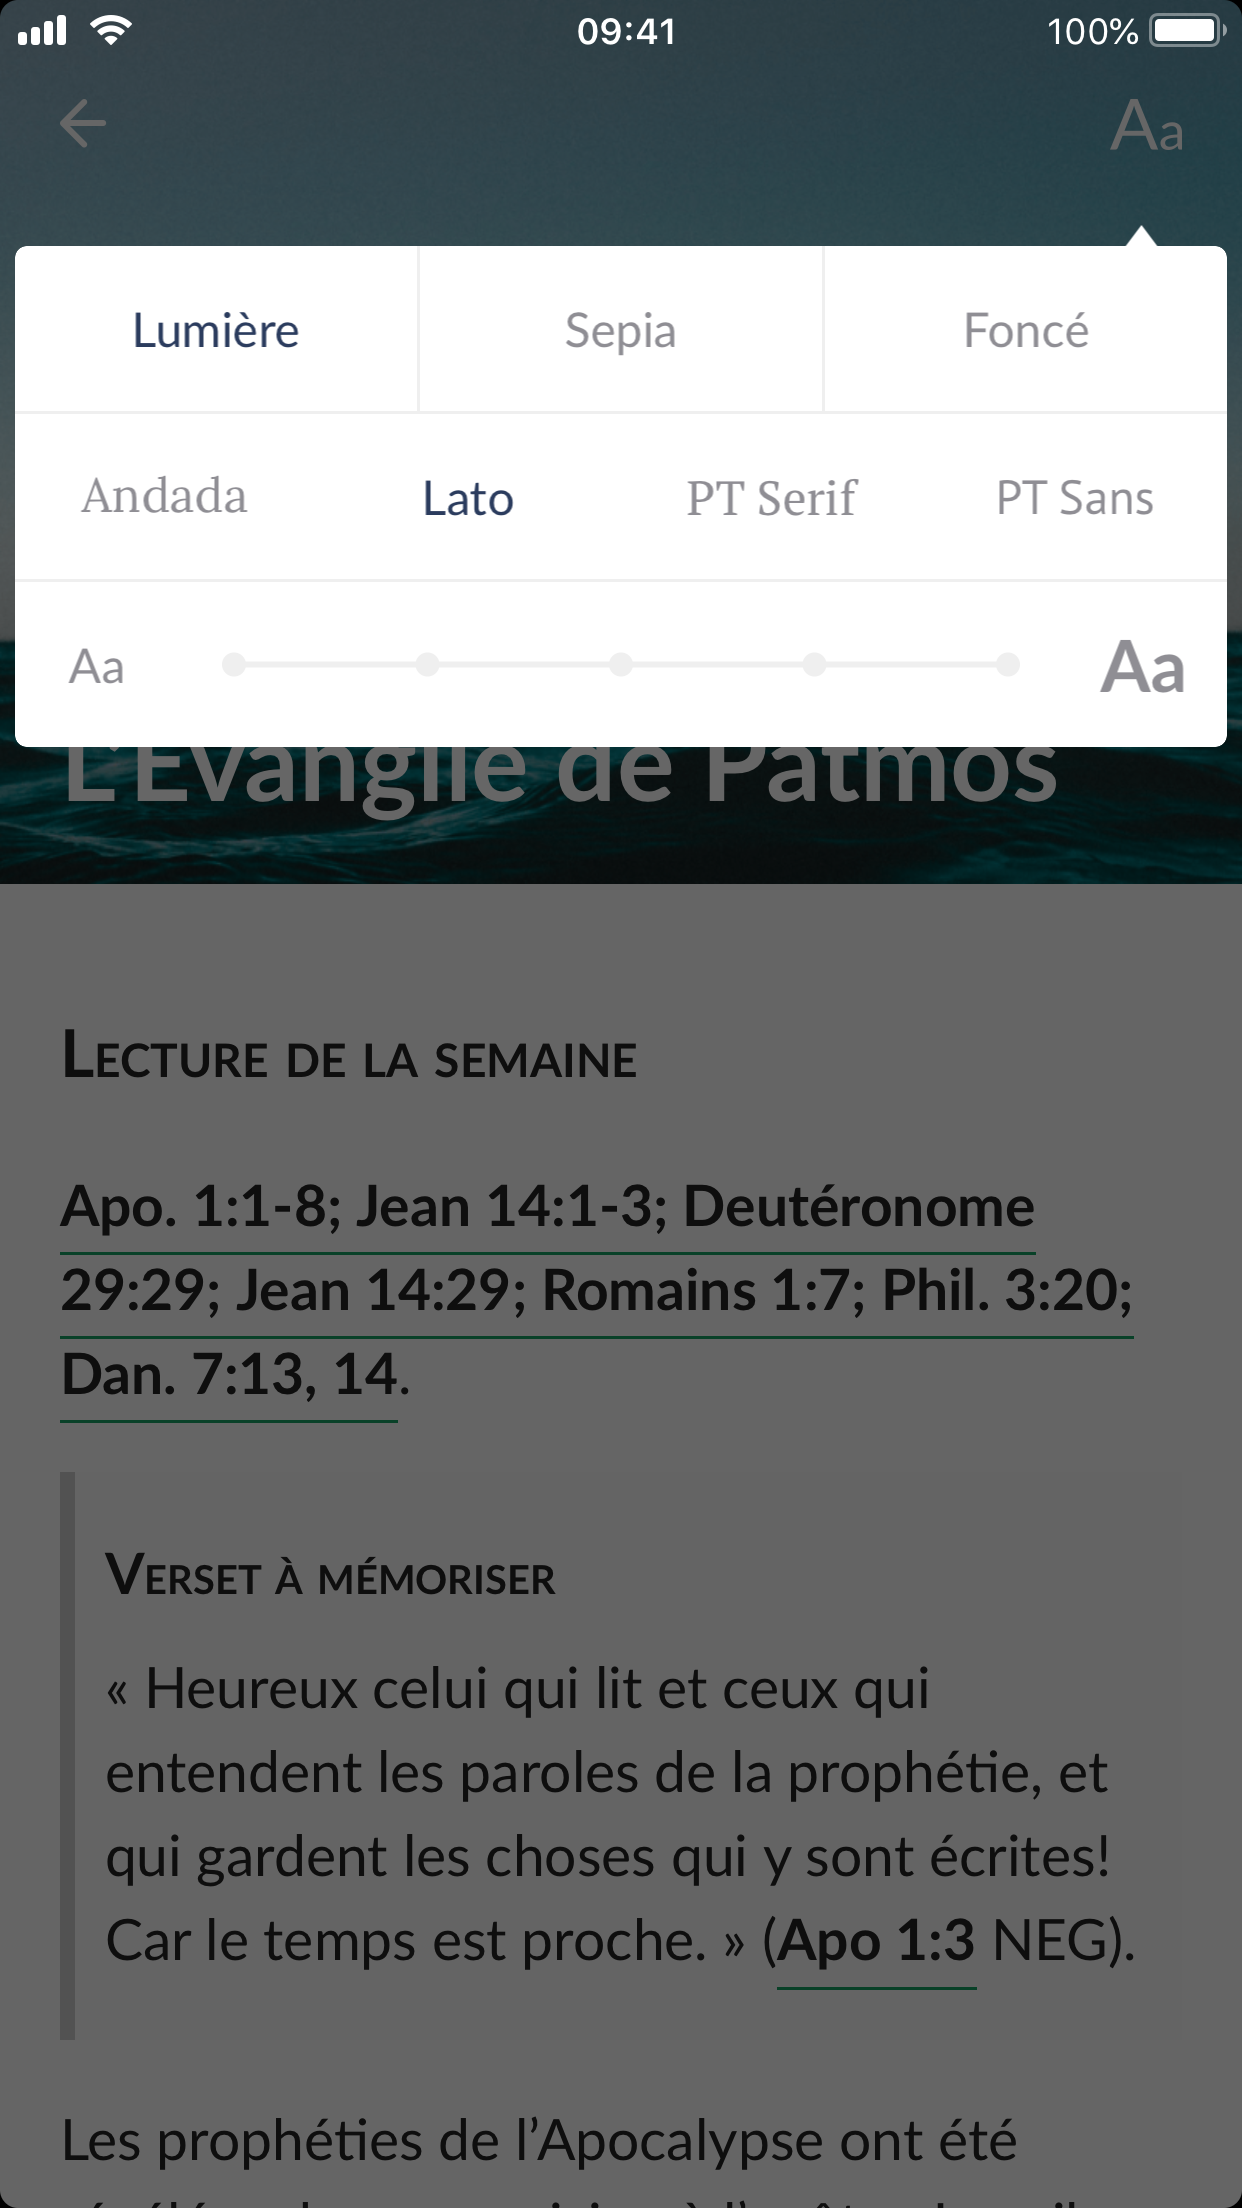 09:41
100%
Aa
Lumière
Sepia
Foncé
Andada
Lato
PT Serif
PT Sans
Aa
Aa
L'Évangile de Patmos
Lecture de la semaine
Apo. 1:1-8; Jean 14:1-3; Deutéronome
29:29; Jean 14:29; Romains 1:7; Phil. 3:20;
Dan. 7:13, 14.
Verset à mémoriser
« Heureux celui qui lit et ceux qui
entendent les paroles de la prophétie, et
qui gardent les choses qui y sont écrites!
Car le temps est proche. » (Apo 1:3 NEG).
Les prophéties de l’Apocalypse ont été